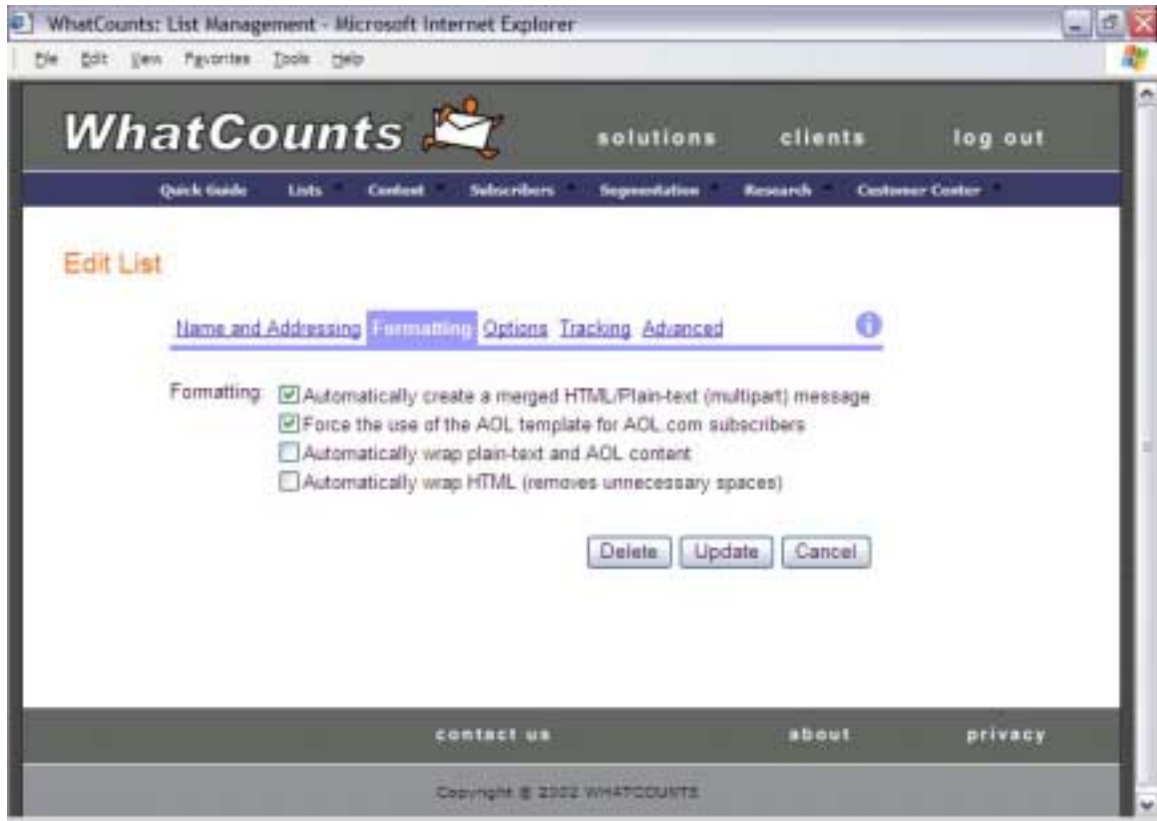 WhatCounts: List Management - Microsoft Internet Explorer
File Edit View Favorites Tools Help
WhatCounts solutions clients log out
Quick Guide Lists Content Subscribers Segmentation Research Customer Center
Edit List
Name and Addressing Formatting Options Tracking Advanced i
Formatting: Automatically create a merged HTML/Plain-text (multipart) message
Force the use of the AOL template for AOL.com subscribers
Automatically wrap plain-text and AOL content
Automatically wrap HTML (removes unnecessary spaces)
Delete Update Cancel
contact us about privacy
Copyright © 2002 WHATCOUNTS